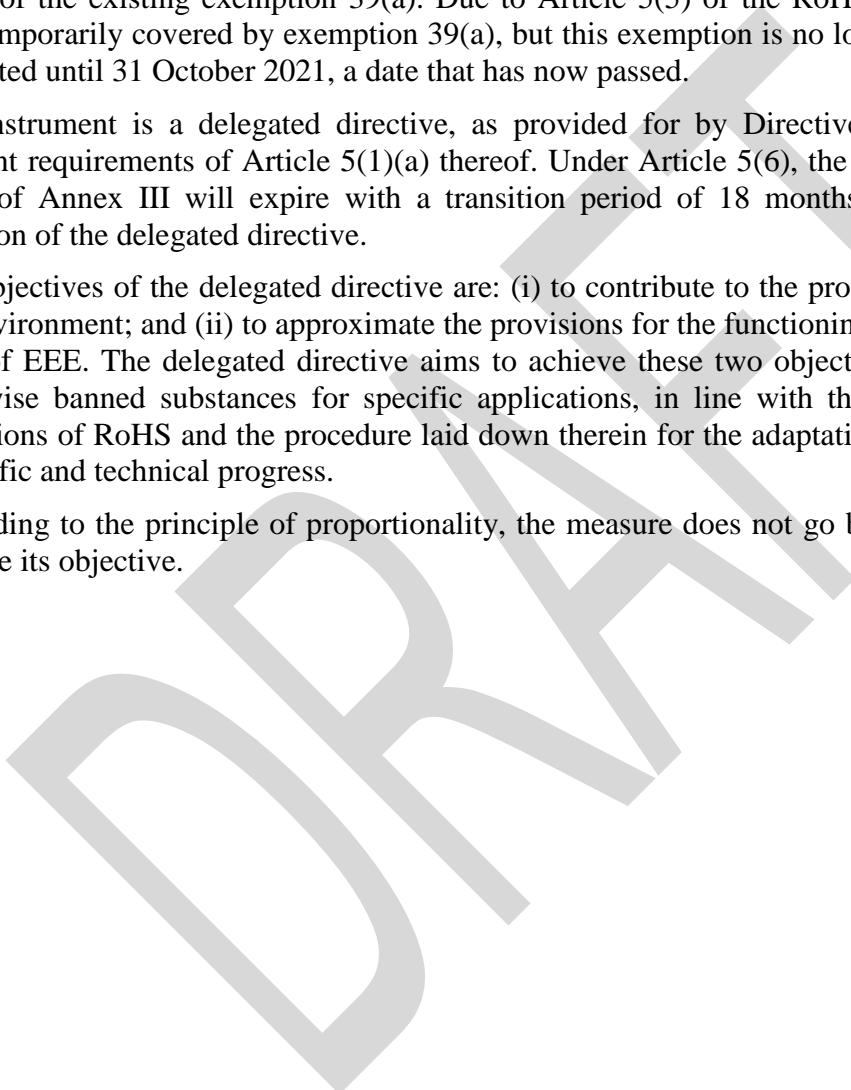 of the existing exemption 39(a). Due to Article 5(5) of the RoH
emporarily covered by exemption 39(a), but this exemption is no lo
ted until 31 October 2021, a date that has now passed.
nstrument is a delegated directive, as provided for by Directive
nt requirements of Article 5(1)(a) thereof. Under Article 5(6), the
of Annex III will expire with a transition period of 18 months
on of the delegated directive.
bjectives of the delegated directive are: (i) to contribute to the pro
vironment; and (ii) to approximate the provisions for the functionin
of EEE. The delegated directive aims to achieve these two object
wise banned substances for specific applications, in line with th
ions of RoHS and the procedure laid down therein for the adaptati
fic and technical progress.
ding to the principle of proportionality, the measure does not go b
e its objective.
DRAFT